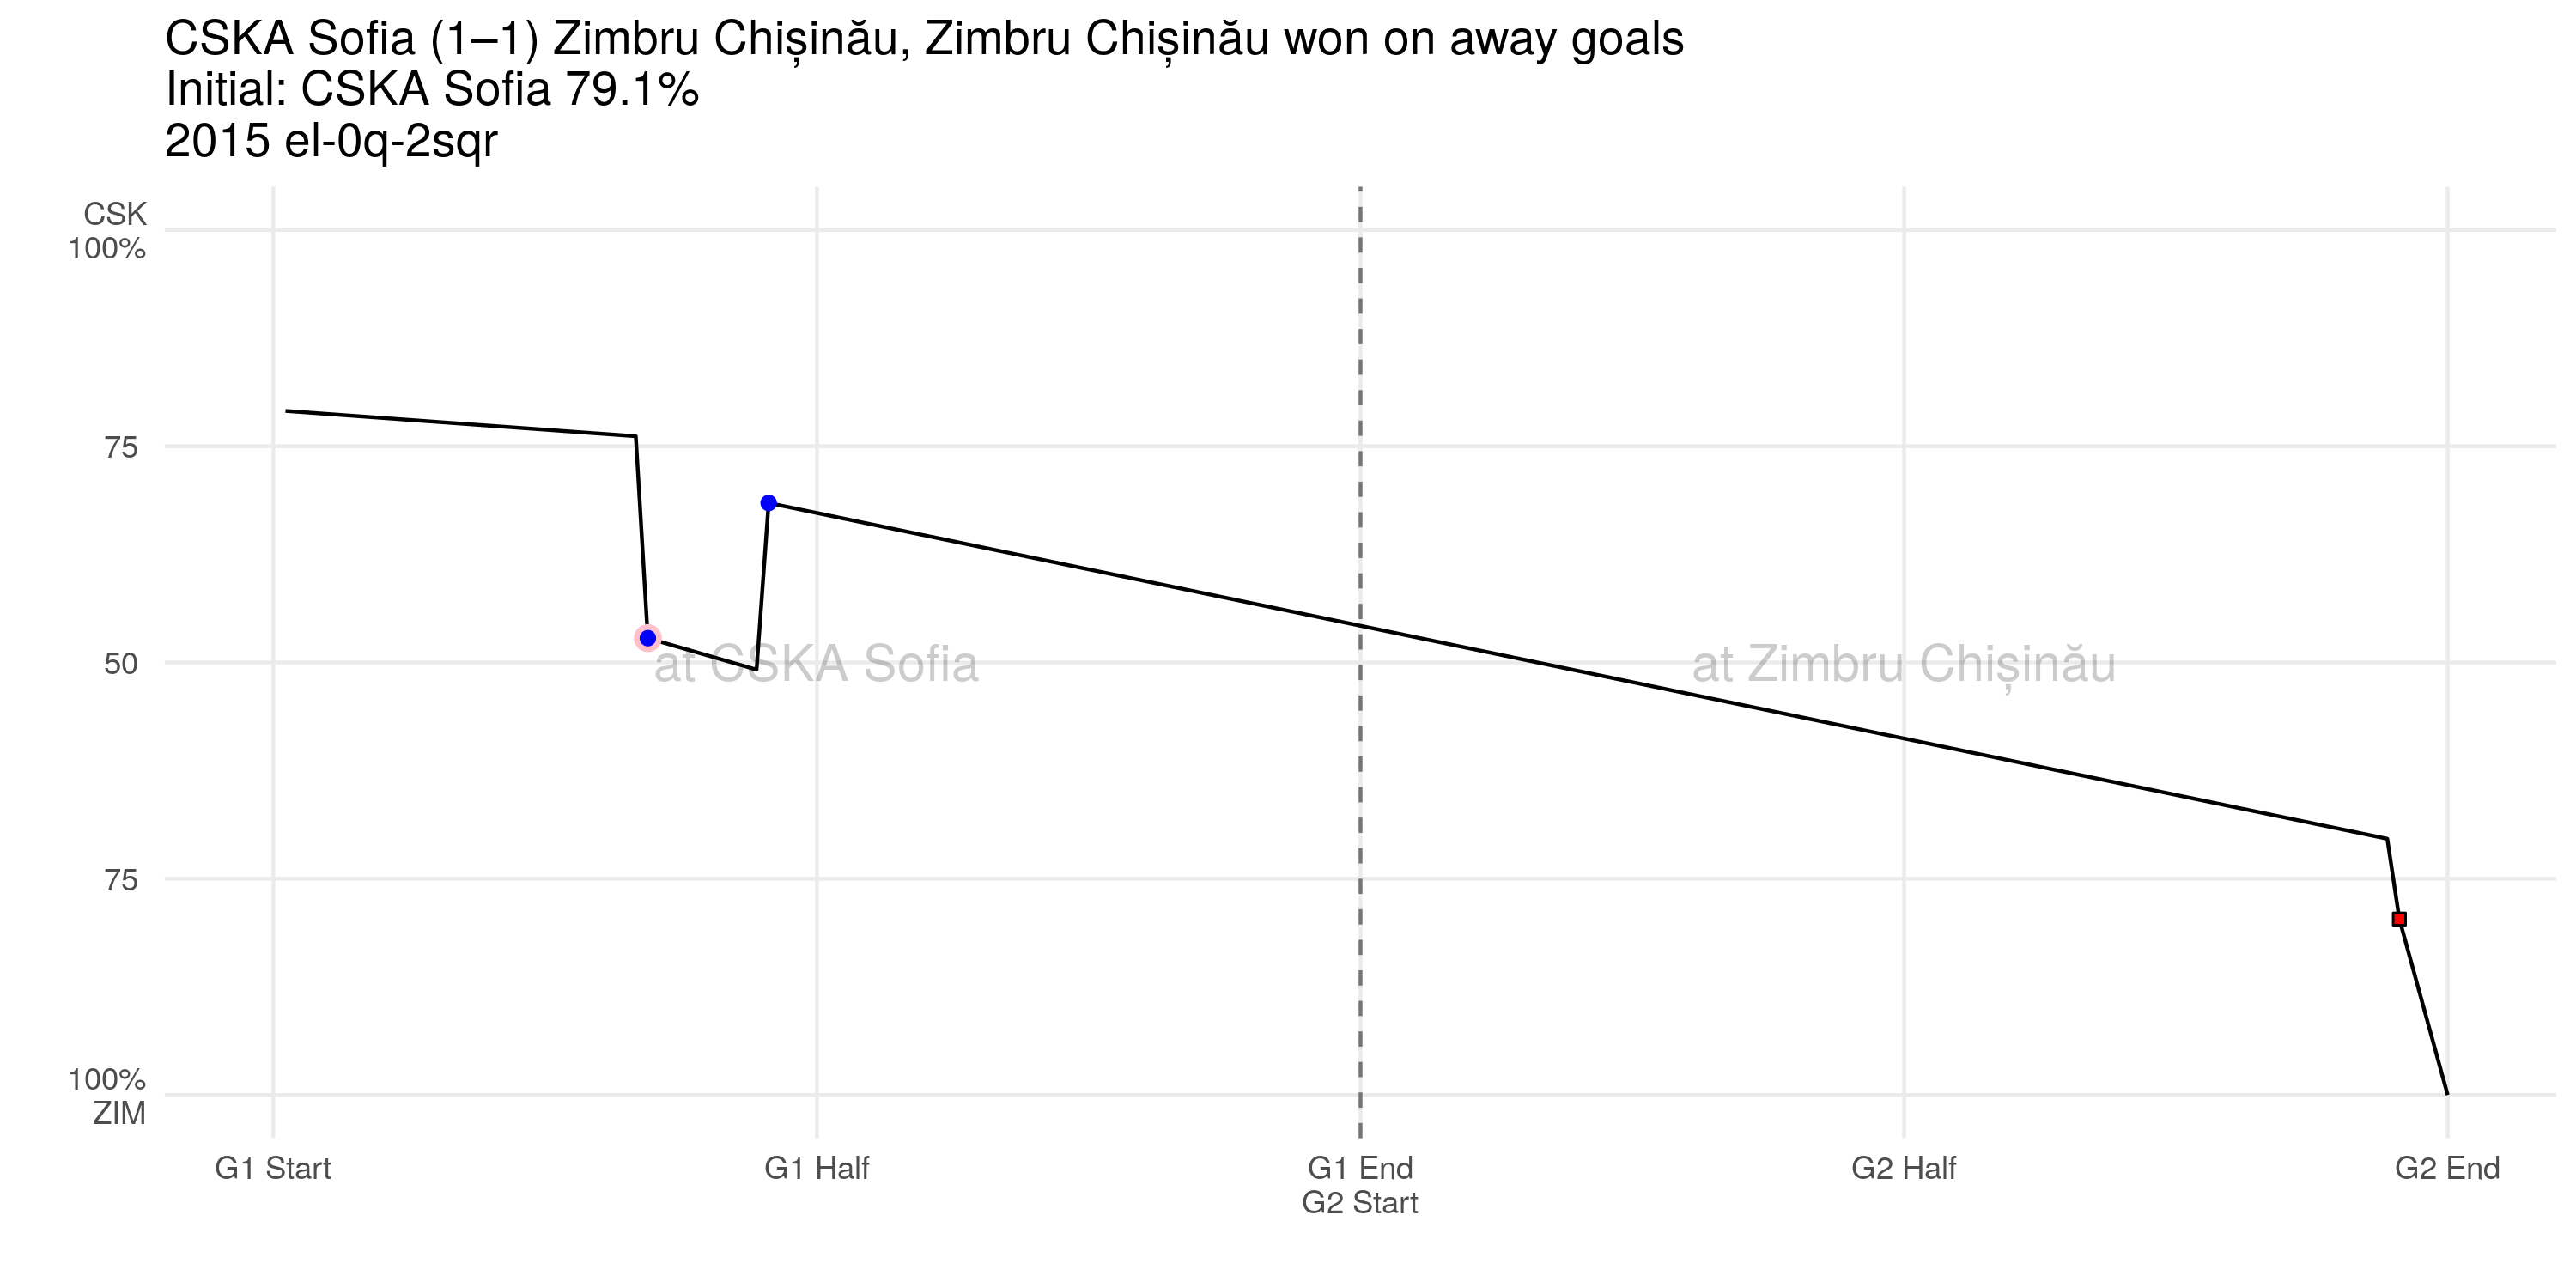 CSKA Sofia (1–1) Zimbru Chișinău, Zimbru Chișinău won on away goals
Initial: CSKA Sofia 79.1%
2015 el-0q-2sqr
CSK
100%
75
50
75
100%
ZIM
at CSKA Sofia
at Zimbru Chișinău
G1 Start
G1 Half
G1 End
G2 Start
G2 Half
G2 End